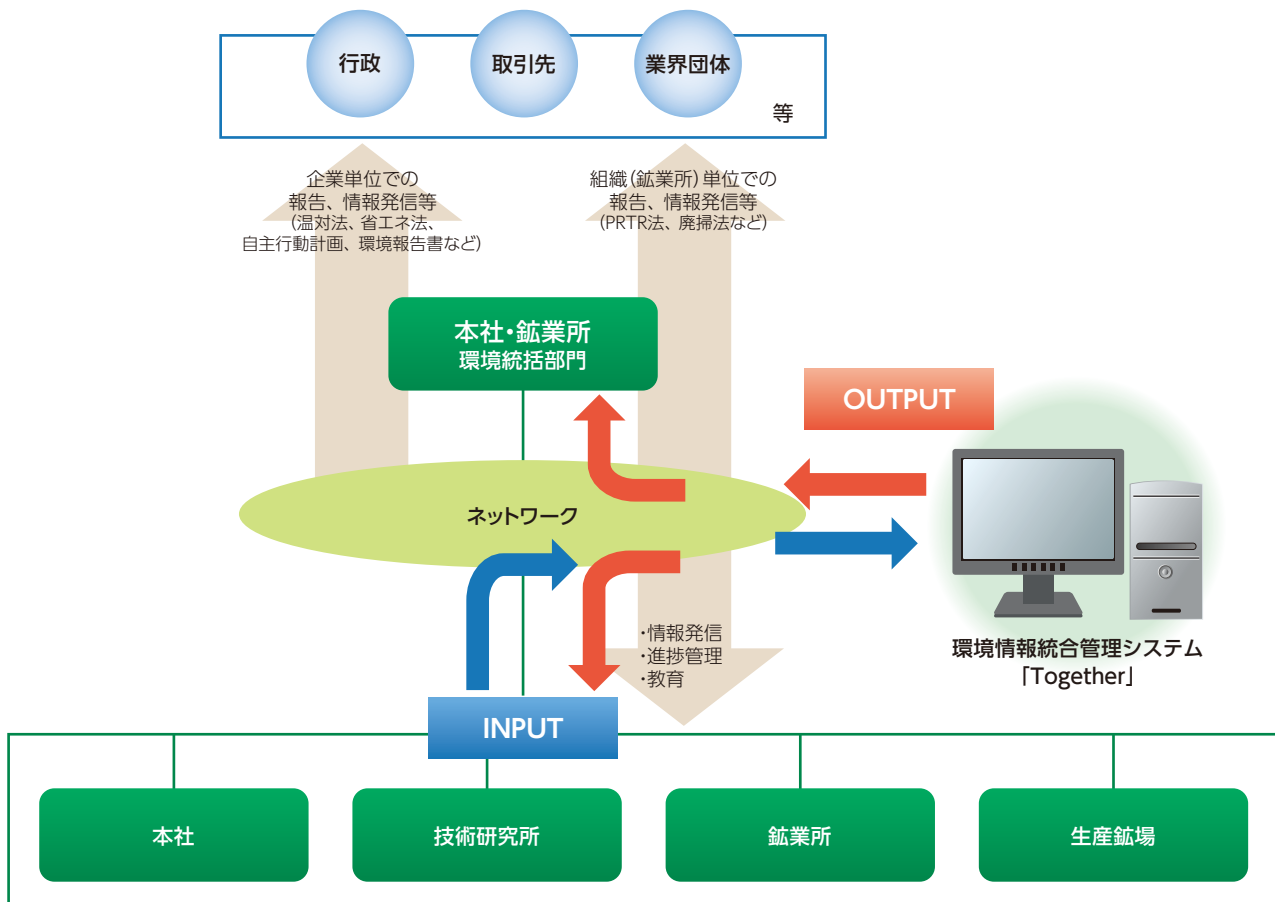 行政
取引先
業界団体
等
企業単位での
報告、情報発信等
(温対法、省エネ法、
自主行動計画、環境報告書など)
組織(鉱業所)単位での
報告、情報発信等
(PRTR法、廃掃法など)
本社・鉱業所
環境統括部門
OUTPUT
ネットワーク
・情報発信
・進捗管理
・教育
環境情報統合管理システム
「Together」
INPUT
本社
技術研究所
鉱業所
生産鉱場